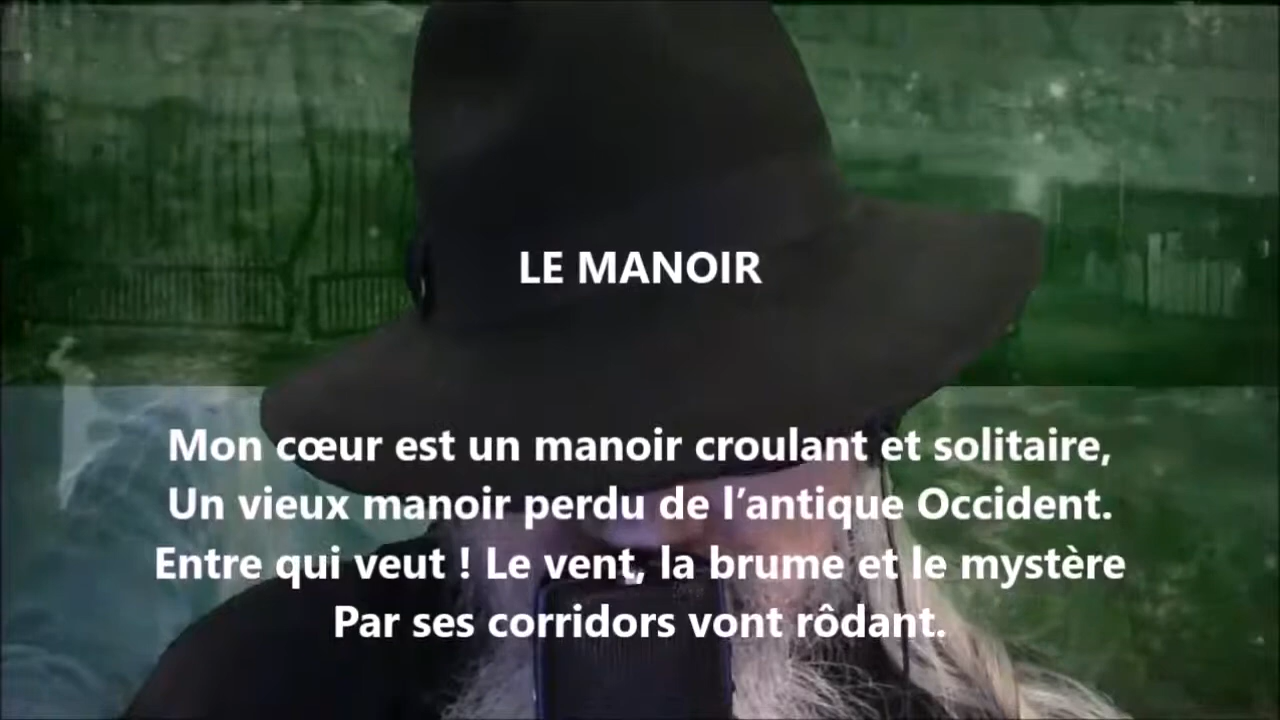 LE MANOIR
Mon cœur est un manoir croulant et solitaire,
Un vieux manoir perdu de l’antique Occident.
Entre qui veut ! Le vent, la brume et le mystère
Par ses corridors vont rôdant.